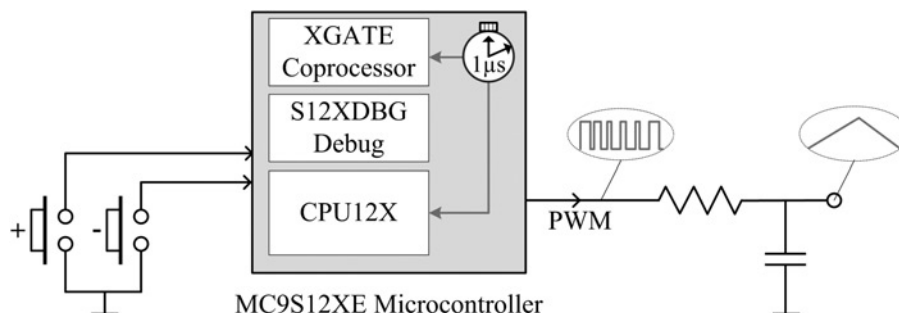 XGATE
Coprocessor
1µs
S12XDBG
Debug
CPU12X
+
-
PWM
MC9S12XE Microcontroller